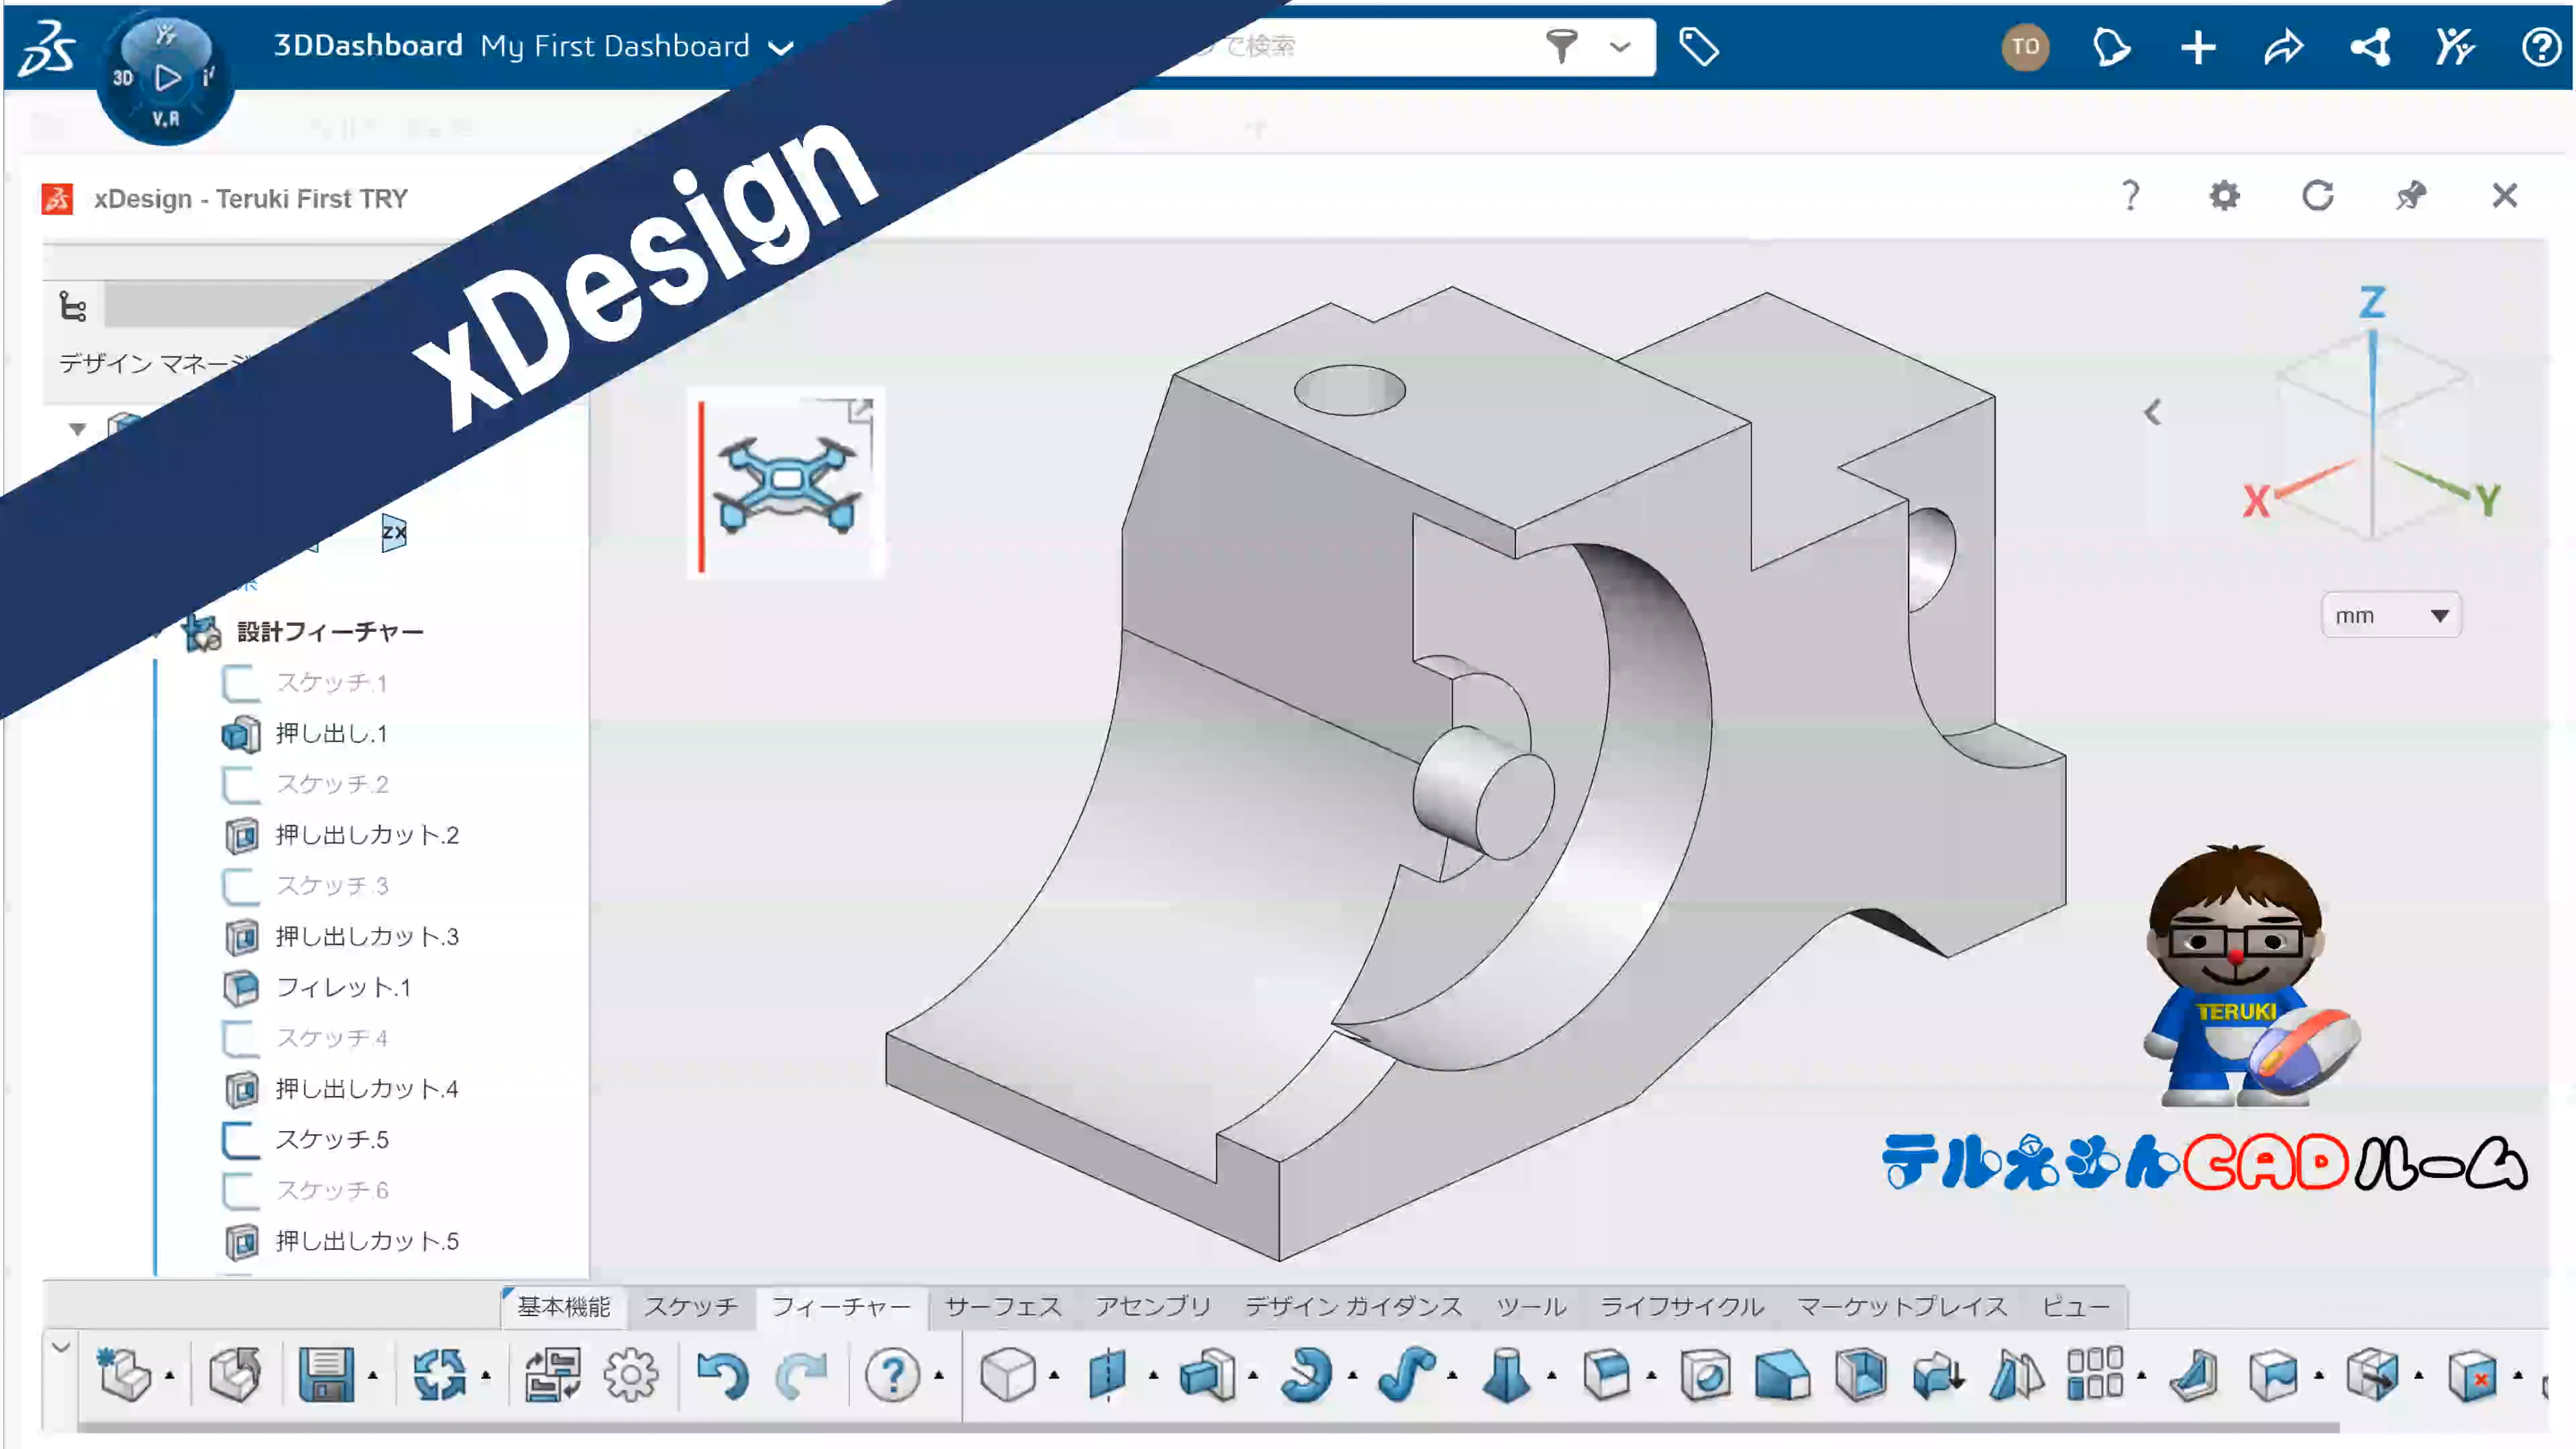 3DDashboard My First Dashboard
で検索
TO
3D
V.R
xDesign
xDesign - Teruki First TRY
デザイン マネージ
ZX
設計フィーチャー
スケッチ.1
押し出し.1
スケッチ.2
押し出しカット.2
スケッチ.3
押し出しカット.3
フィレット.1
スケッチ.4
押し出しカット.4
スケッチ.5
スケッチ.6
押し出しカット.5
Z
X
Y
mm
TERUKI
テルえもんCADルーム
基本機能
スケッチ
フィーチャー
サーフェス
アセンブリ
デザイン ガイダンス
ツール
ライフサイクル
マーケットプレイス
ビュー